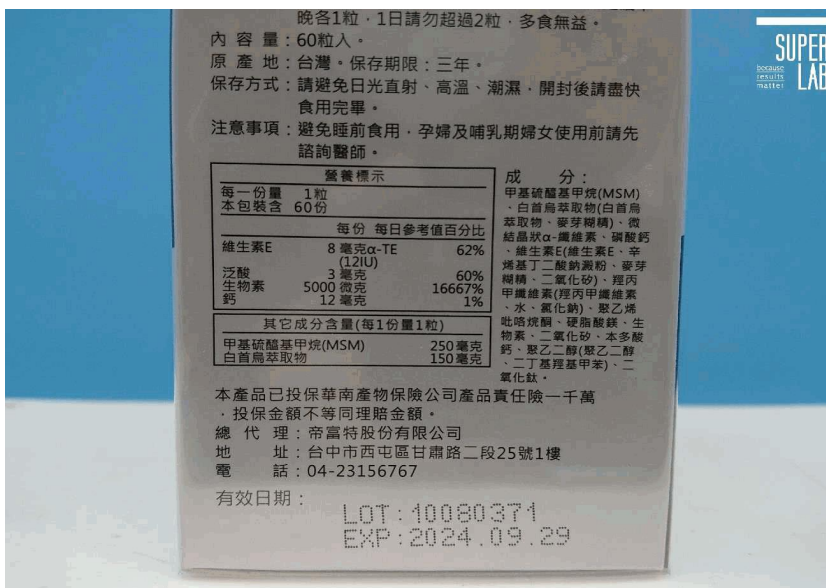 晚各1粒，1日請勿超過2粒，多食無益。
內 容 量：60粒入。
原 產 地：台灣。保存期限：三年。
保存方式：請避免日光直射、高溫、潮濕，開封後請盡快
食用完畢。
注意事項：避免睡前食用，孕婦及哺乳期婦女使用前請先
諮詢醫師。
營養標示
每一份量 1粒
本包裝含 60份
每份 每日參考值百分比
維生素E 8 毫克α-TE 62%
(12IU)
泛酸 3 毫克 60%
生物素 5000 微克 16667%
鈣 12 毫克 1%
其它成分含量(每1份量1粒)
甲基硫醯基甲烷(MSM) 250毫克
白首烏萃取物 150毫克
成 分：
甲基硫醯基甲烷(MSM)
、白首烏萃取物(白首烏
萃取物、麥芽糊精)、微
結晶狀α-纖維素、磷酸鈣
、維生素E(維生素E、辛
烯基丁二酸鈉澱粉、麥芽
糊精、二氧化矽)、羥丙
甲纖維素(羥丙甲纖維素
、水、氯化鈉)、聚乙烯
吡咯烷酮、硬脂酸鎂、生
物素、二氧化矽、本多酸
鈣、聚乙二醇(聚乙二醇
、二丁基羥基甲苯)、二
氧化鈦。
本產品已投保華南產物保險公司產品責任險一千萬
，投保金額不等同理賠金額。
總 代 理：帝富特股份有限公司
地 址：台中市西屯區甘肅路二段25號1樓
電 話：04-23156767
有效日期：
LOT:10080371
EXP:2024.09.29
SUPER
LAB
because
results
matter